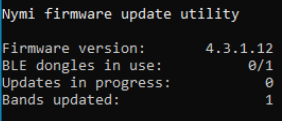 Nymi firmware update utility
Firmware version: 4.3.1.12
BLE dongles in use: 0/1
Updates in progress: 0
Bands updated: 1